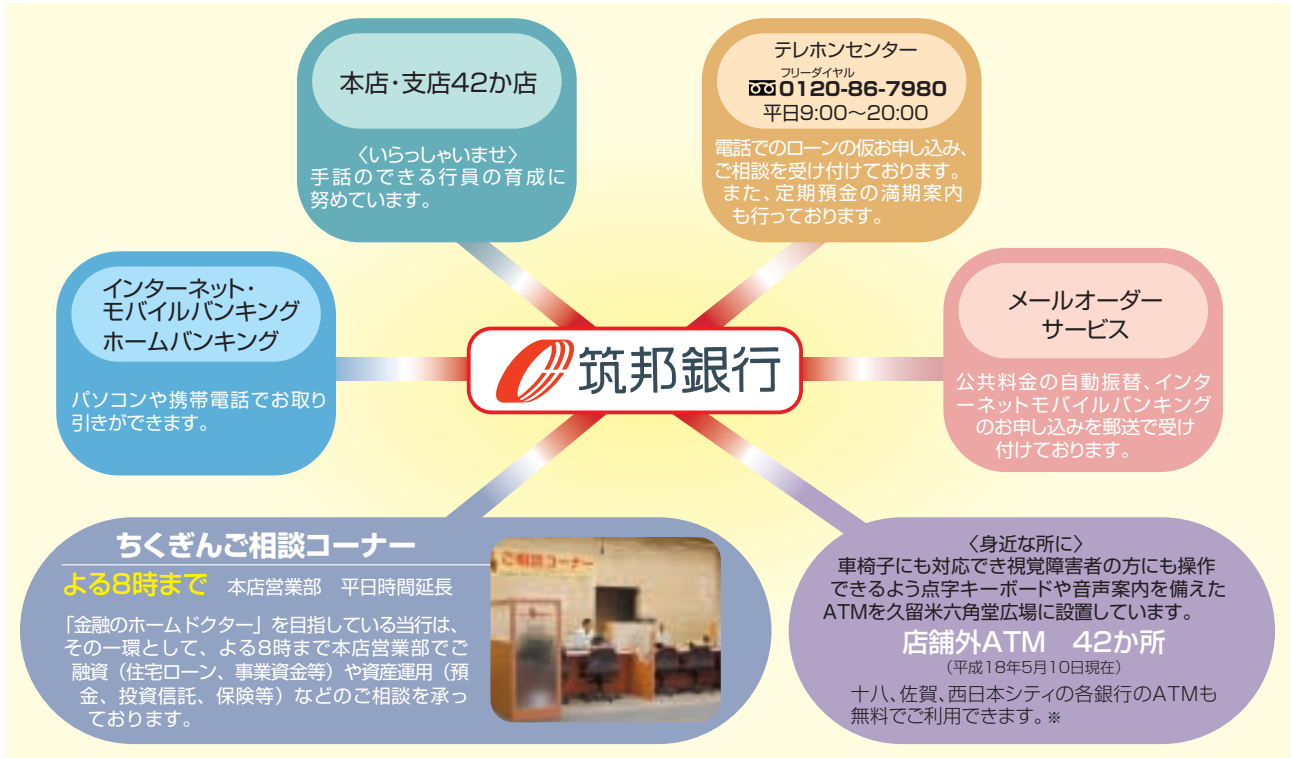 本店・支店42か店
〈いらっしゃいませ〉
手話のできる行員の育成に
努めています。
テレホンセンター
フリーダイヤル
0120-86-7980
平日9:00～20:00
電話でのローンの仮お申し込み、
ご相談を受け付けております。
また、定期預金の満期案内
も行っております。
インターネット・
モバイルバンキング
ホームバンキング
パソコンや携帯電話でお取り
引きができます。
筑邦銀行
メールオーダー
サービス
公共料金の自動振替、インタ
ーネットモバイルバンキング
のお申し込みを郵送で受け
付けております。
ちくぎんご相談コーナー
よる8時まで 本店営業部 平日時間延長
「金融のホームドクター」を目指している当行は、
その一環として、よる8時まで本店営業部でご
融資（住宅ローン、事業資金等）や資産運用（預
金、投資信託、保険等）などのご相談を承っ
ております。
ご相談コーナー
〈身近な所に〉
車椅子にも対応でき視覚障害者の方にも操作
できるよう点字キーボードや音声案内を備えた
ATMを久留米六角堂広場に設置しています。
店舗外ATM 42か所
（平成18年5月10日現在）
十八、佐賀、西日本シティの各銀行のATMも
無料でご利用できます。※